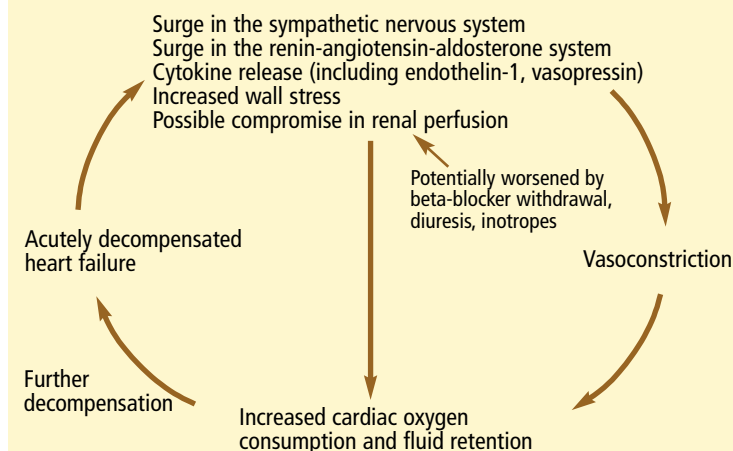 Surge in the sympathetic nervous system
Surge in the renin-angiotensin-aldosterone system
Cytokine release (including endothelin-1, vasopressin)
Increased wall stress
Possible compromise in renal perfusion
Potentially worsened by
beta-blocker withdrawal,
diuresis, inotropes
Acutely decompensated
heart failure
Vasoconstriction
Further
decompensation
Increased cardiac oxygen
consumption and fluid retention